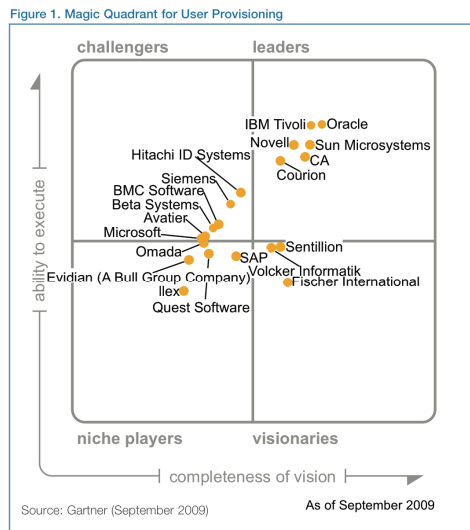 Figure 1. Magic Quadrant for User Provisioning
challengers
leaders
IBM Tivoli
Oracle
Novell
Sun Microsystems
Hitachi ID Systems
CA
Courion
Siemens
BMC Software
Beta Systems
Avatier
Microsoft
Omada
Sentillion
SAP
Volcker Informatik
Evidian (A Bull Group Company)
Fischer International
Ilex
Quest Software
ability to execute
niche players
visionaries
completeness of vision
As of September 2009
Source: Gartner (September 2009)